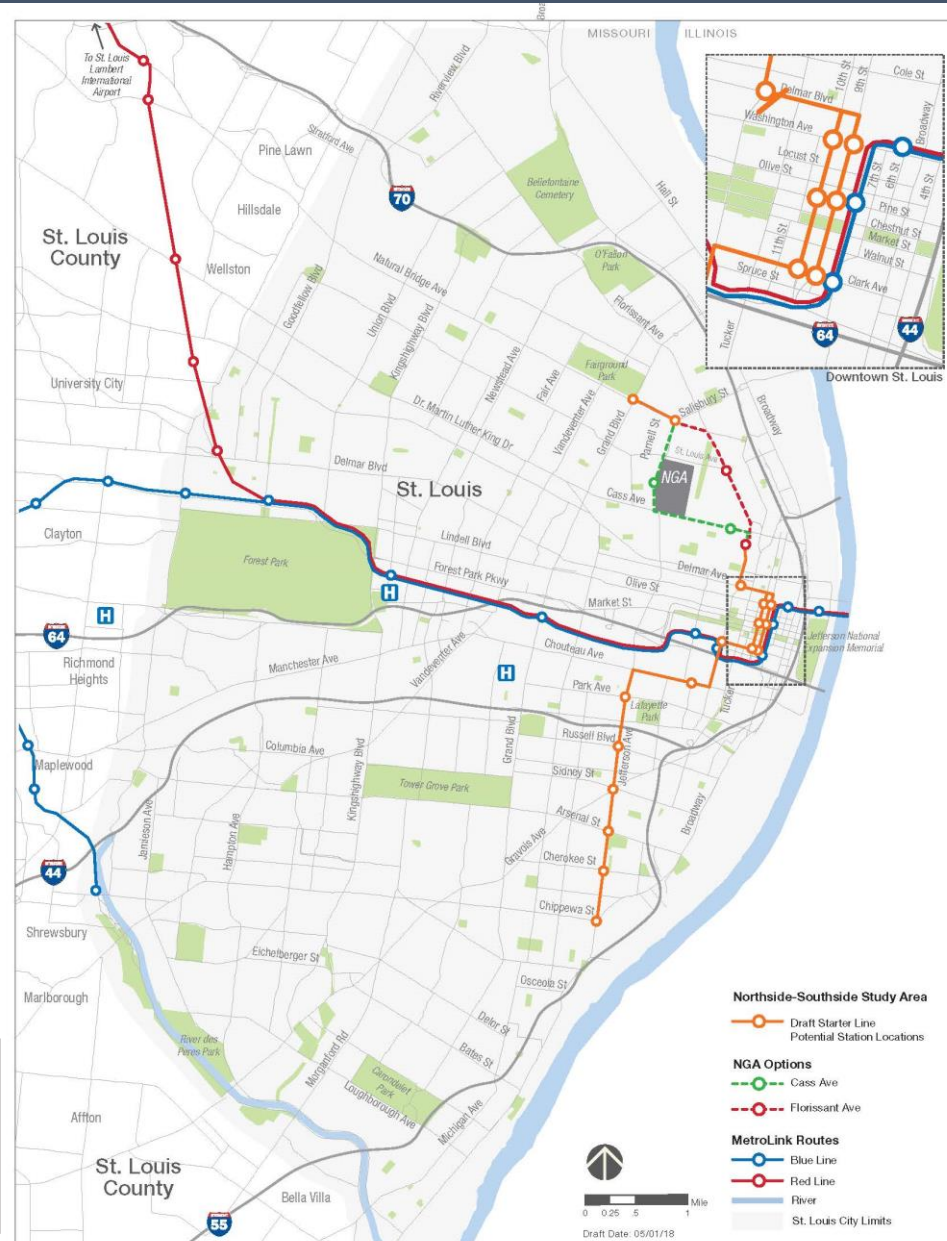 MISSOURI
ILLINOIS
To St. Louis
Lambert
International
Airport
Riverview Blvd
Stratford Ave
Pine Lawn
70
Bellefontaine
Cemetery
Hall St
Hillsdale
St. Louis
County
Wellston
Goodfellow Blvd
Natural Bridge Ave
Union Blvd
Kingshighway Blvd
O'Fallon
Park
Florissant Ave
University City
Newstead Ave
Fair Ave
Fairground
Park
Dr. Martin Luther King Dr
Vandeventer Ave
Grand Blvd
Parnell St
Salisbury St
Broadway
St. Louis Ave
NGA
Delmar Blvd
St. Louis
Cass Ave
Clayton
Lindell Blvd
Forest Park
Forest Park Pkwy
Delmar Ave
Olive St
Market St
H
H
64
Richmond
Heights
Manchester Ave
Vandeventer Ave
Chouteau Ave
H
Jefferson National
Expansion Memorial
Park Ave
Lafayette
Park
Tucker
Maplewood
Columbia Ave
Kingshighway Blvd
Grand Blvd
Russell Blvd
Jefferson Ave
Sidney St
Tower Grove Park
Jamieson Ave
Hampton Ave
Gravois Ave
Arsenal St
Broadway
44
Cherokee St
Chippewa St
Shrewsbury
Eichelberger St
Osceola St
Marlborough
River des
Peres Park
Delor St
Bates St
Morganford Rd
Carondelet
Park
Loughborough Ave
Michigan Ave
Affton
St. Louis
County
Bella Villa
55
10th St
9th St
Cole St
Delmar Blvd
Broadway
Washington Ave
Locust St
Olive St
7th St
6th St
4th St
Pine St
Chestnut St
Market St
11th St
Walnut St
Spruce St
Clark Ave
Tucker
64
44
Downtown St. Louis
Northside-Southside Study Area
Draft Starter Line
Potential Station Locations
NGA Options
Cass Ave
Florissant Ave
MetroLink Routes
Blue Line
Red Line
River
St. Louis City Limits
0 0.25 .5 1 Mile
Draft Date: 05/01/18